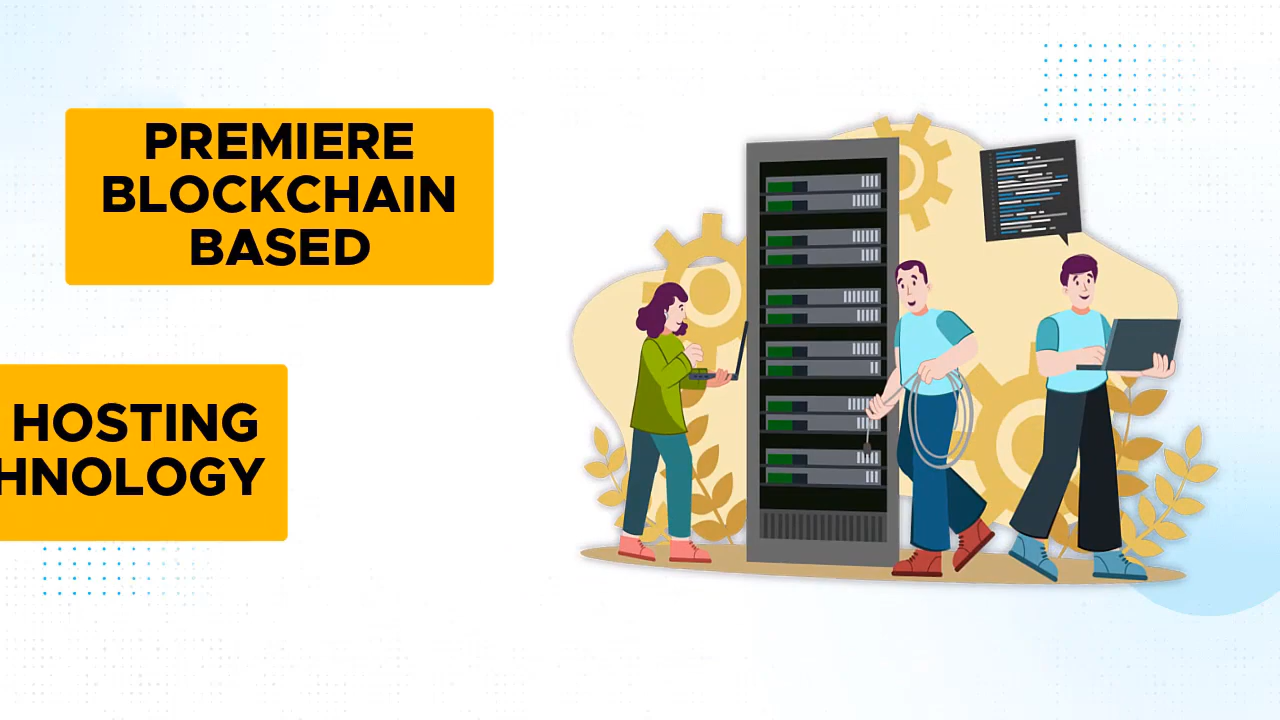 PREMIERE
BLOCKCHAIN
BASED
HOSTING
HNOLOGY